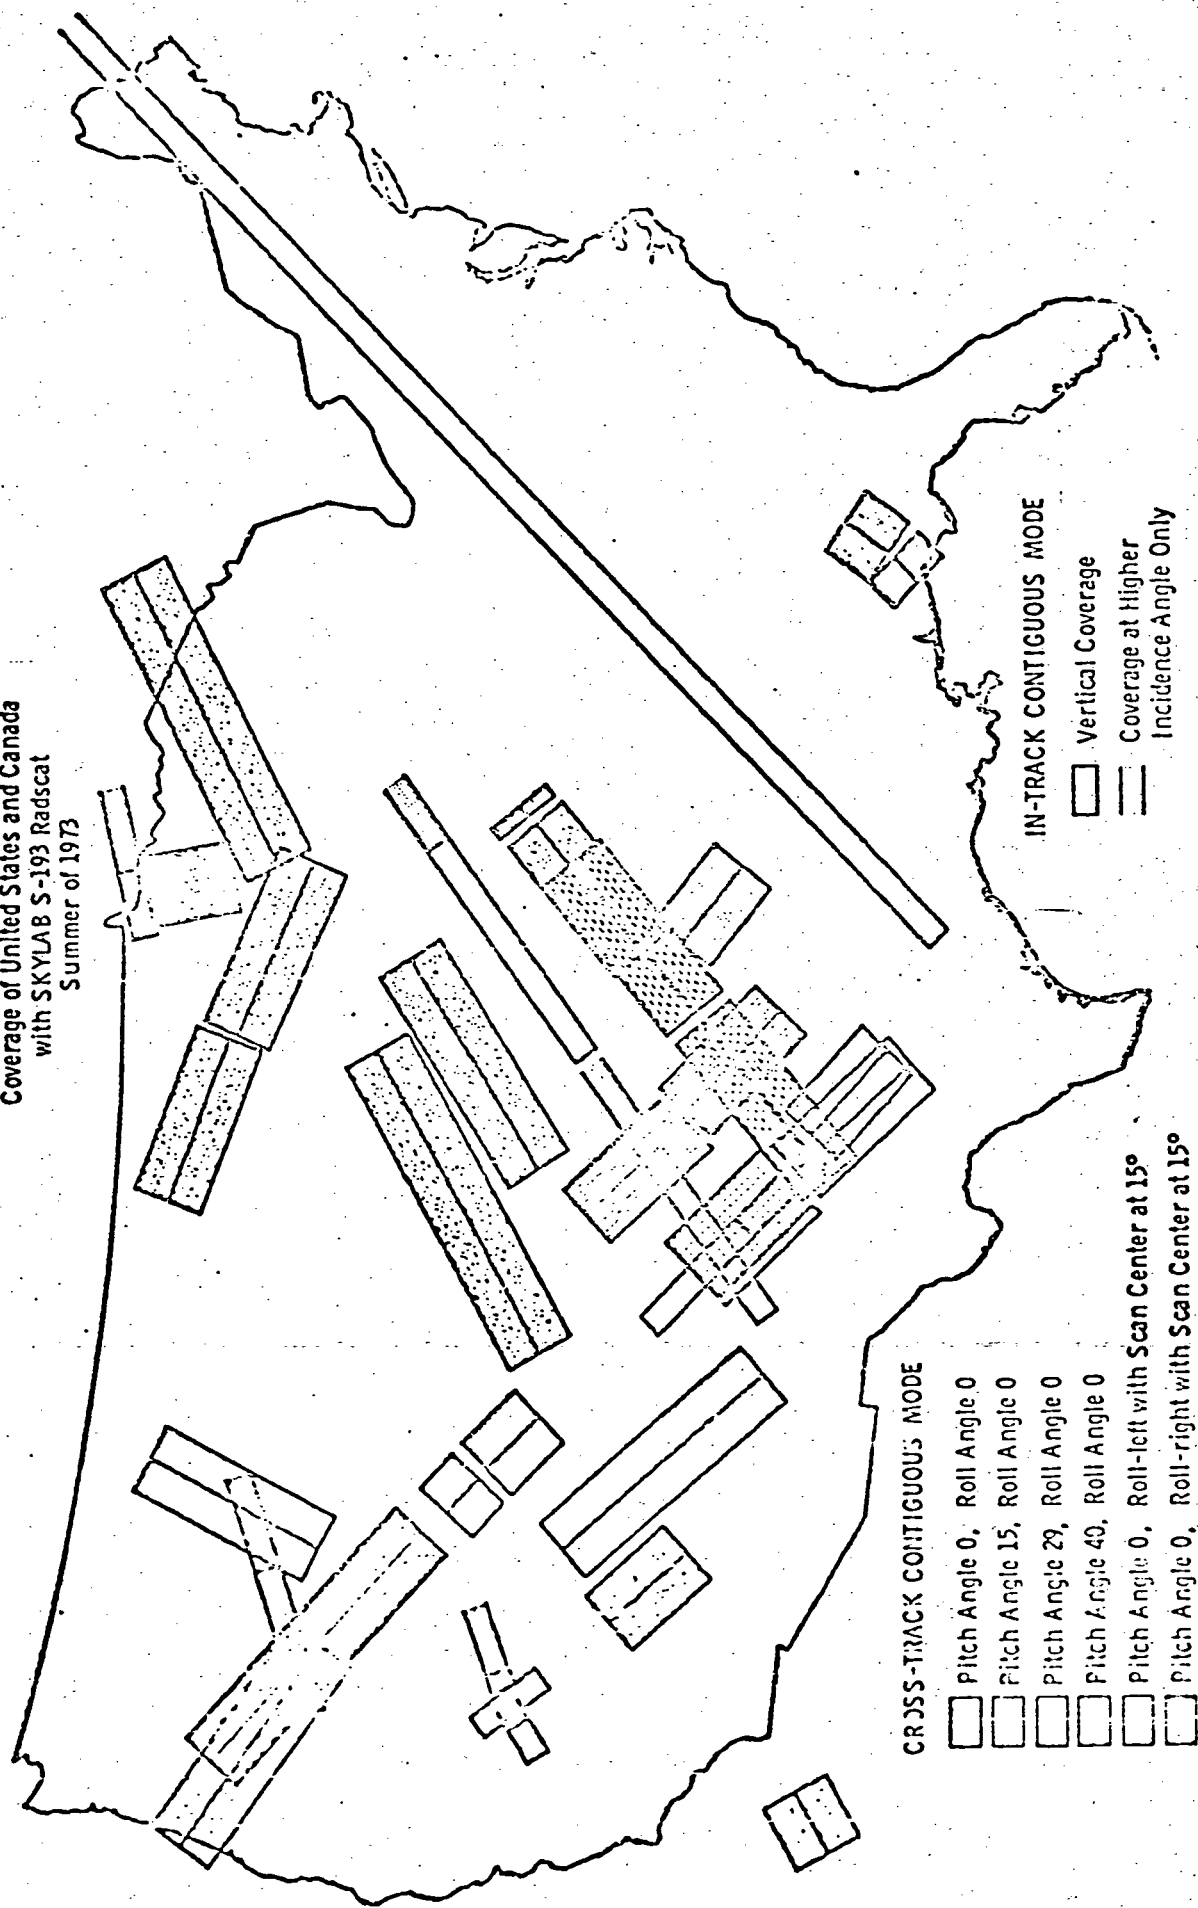 Coverage of United States and Canada
with SKYLAB S-193 Radscat
Summer of 1973
CROSS-TRACK CONTIGUOUS MODE
Pitch Angle 0, Roll Angle 0
Pitch Angle 15, Roll Angle 0
Pitch Angle 29, Roll Angle 0
Pitch Angle 40, Roll Angle 0
Pitch Angle 0, Roll-left with Scan Center at 15°
Pitch Angle 0, Roll-right with Scan Center at 15°
IN-TRACK CONTIGUOUS MODE
Vertical Coverage
Coverage at Higher
Incidence Angle Only